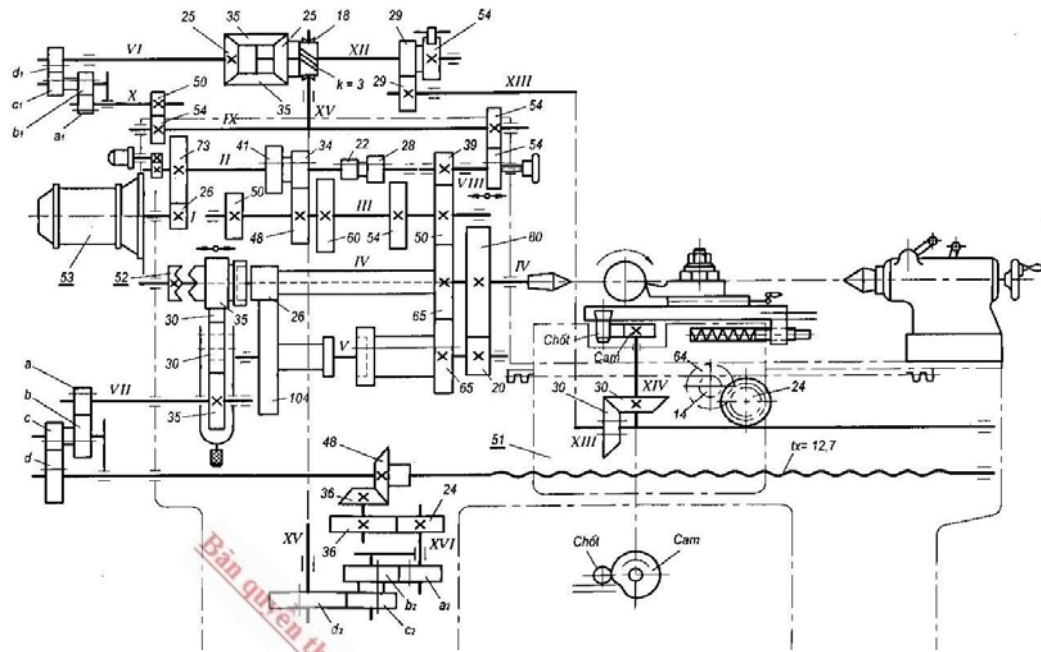 25 35 25 18 29 54
VI XII
d₁ c₁ b₁ a₁ X 50 k = 3 29 XIII
35 XV
54 IX 54
73 II 41 34 22 28 39 54
VIII
26 I 50 III
48 60 54 50 60
53 52 IV IV
30 35 26 65 Chốt Cam
30 V 64 24
a VII 30 30 XIV 14
b 35 104 65 20
c XIII
d 48 51 tx= 12,7
36 24
XV 36 XVI Chốt Cam
b₂ a₂
d₂ c₂
Bản quyền th